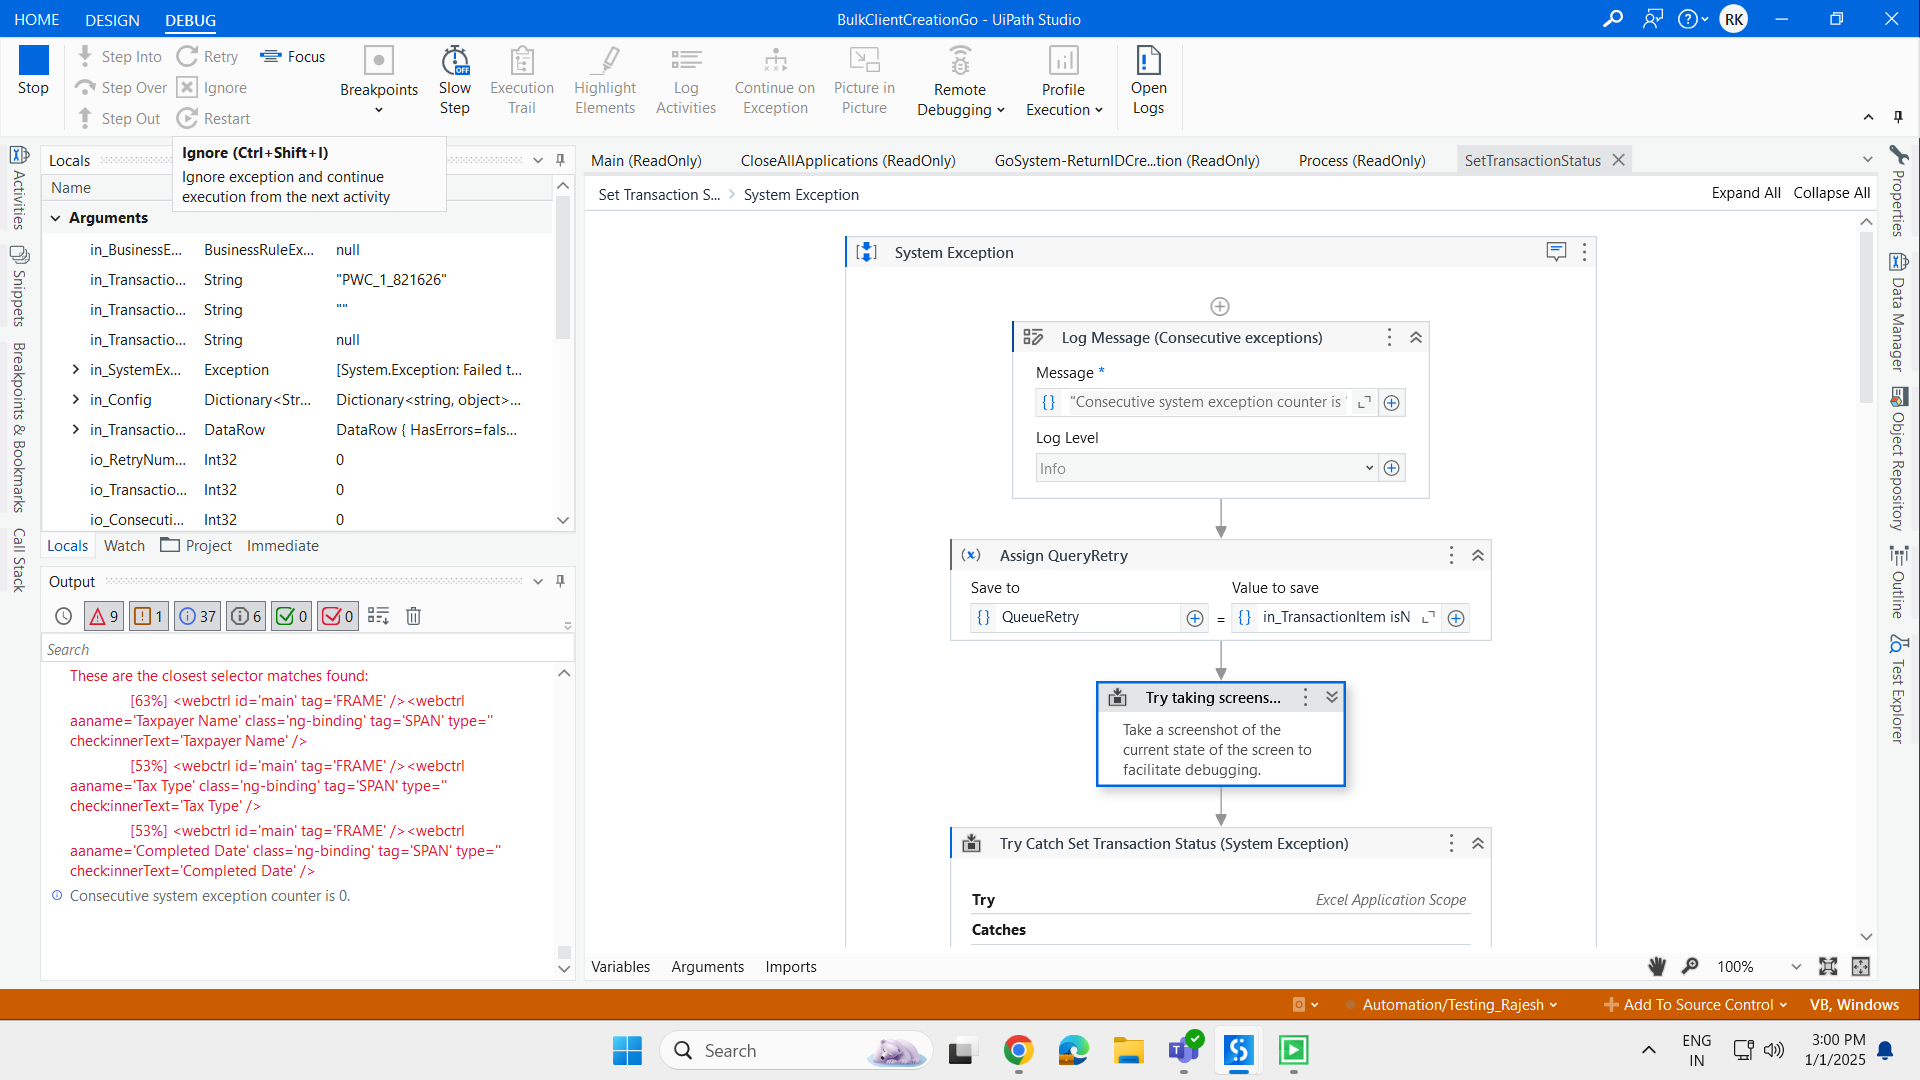 HOME
DESIGN
DEBUG
BulkClientCreationGo - UiPath Studio
RK
Stop
Step Into
Step Over
Step Out
Retry
Ignore
Restart
Focus
Breakpoints
Slow
Step
OFF
Execution
Trail
Highlight
Elements
Log
Activities
Continue on
Exception
Picture in
Picture
Remote
Debugging
Profile
Execution
Open
Logs
Ignore (Ctrl+Shift+I)
Ignore exception and continue
execution from the next activity
Activities
Snippets
Breakpoints & Bookmarks
Call Stack
Locals
Name
Arguments
in_BusinessE... BusinessRuleEx... null
in_Transactio... String "PWC_1_821626"
in_Transactio... String ""
in_Transactio... String null
in_SystemEx... Exception [System.Exception: Failed t...
in_Config Dictionary<Str... Dictionary<string, object>...
in_Transactio... DataRow DataRow { HasErrors=fals...
io_RetryNum... Int32 0
io_Transactio... Int32 0
io_Consecuti... Int32 0
Locals Watch Project Immediate
Output
9 1 37 6 0 0
Search
These are the closest selector matches found:
[63%] <webctrl id='main' tag='FRAME' /><webctrl
aaname='Taxpayer Name' class='ng-binding' tag='SPAN' type=''
check:innerText='Taxpayer Name' />
[53%] <webctrl id='main' tag='FRAME' /><webctrl
aaname='Tax Type' class='ng-binding' tag='SPAN' type=''
check:innerText='Tax Type' />
[53%] <webctrl id='main' tag='FRAME' /><webctrl
aaname='Completed Date' class='ng-binding' tag='SPAN' type=''
check:innerText='Completed Date' />
Consecutive system exception counter is 0.
Main (ReadOnly)
CloseAllApplications (ReadOnly)
GoSystem-ReturnIDCre...tion (ReadOnly)
Process (ReadOnly)
SetTransactionStatus
Set Transaction S... > System Exception
Expand All Collapse All
System Exception
Log Message (Consecutive exceptions)
Message *
"Consecutive system exception counter is "
Log Level
Info
Assign QueryRetry
Save to
Value to save
QueueRetry
=
in_TransactionItem isN
Try taking screens...
Take a screenshot of the
current state of the screen to
facilitate debugging.
Try Catch Set Transaction Status (System Exception)
Try
Excel Application Scope
Catches
Variables Arguments Imports
100%
Properties
Data Manager
Object Repository
Outline
Test Explorer
Automation/Testing_Rajesh
Add To Source Control
VB, Windows
Search
ENG
IN
3:00 PM
1/1/2025